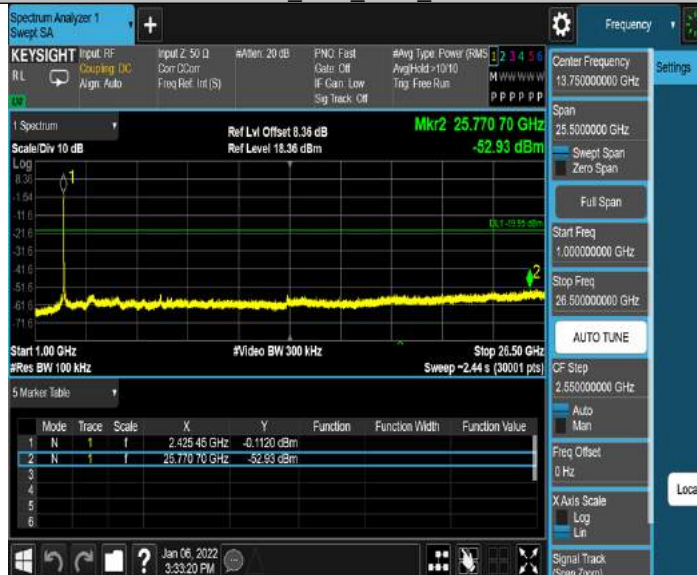 Spectrum Analyzer 1
Swept SA
Frequency
Settings
KEYSIGHT
RL
Input: RF
Coupling: DC
Align: Auto
Input Z: 50 Ω
Corr CCorr
Freq Ref: Int (S)
#Atten: 20 dB
PNO: Fast
Gate: Off
IF Gain: Low
Sig Track: Off
#Avg Type: Power (RMS
Avg|Hold:>10/10
Trig: Free Run
1 2 3 4 5 6
M W W W W W
P P P P P P
1 Spectrum
Scale/Div 10 dB
Ref Lvl Offset 8.36 dB
Ref Level 18.36 dBm
Mkr2 25.770 70 GHz
-52.93 dBm
Log
8.36
-1.64
-11.6
-21.6
-31.6
-41.6
-51.6
-61.6
-71.6
1
DL1 -19.95 dBm
2
Start 1.00 GHz
#Res BW 100 kHz
#Video BW 300 kHz
Stop 26.50 GHz
Sweep ~2.44 s (30001 pts)
5 Marker Table
Mode Trace Scale X Y Function Function Width Function Value
1 N 1 f 2.425 45 GHz -0.1120 dBm
2 N 1 f 25.770 70 GHz -52.93 dBm
3
4
5
6
Jan 06, 2022
3:33:20 PM
Center Frequency
13.750000000 GHz
Span
25.5000000 GHz
Swept Span
Zero Span
Full Span
Start Freq
1.000000000 GHz
Stop Freq
26.500000000 GHz
AUTO TUNE
CF Step
2.550000000 GHz
Auto
Man
Freq Offset
0 Hz
X Axis Scale
Log
Lin
Signal Track
(Span Zoom)
Loca